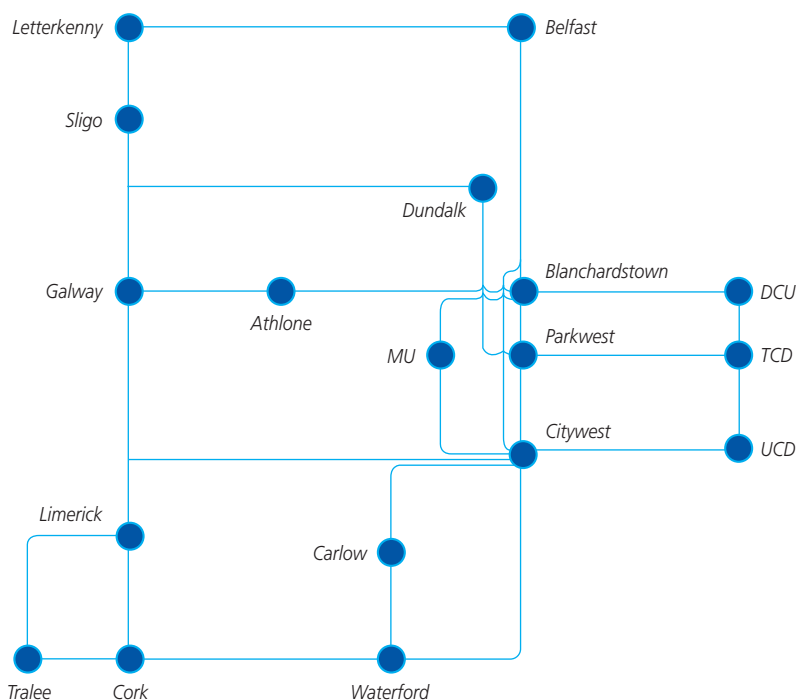 Letterkenny
Belfast
Sligo
Dundalk
Blanchardstown
Galway
DCU
Athlone
Parkwest
MU
TCD
Citywest
UCD
Limerick
Carlow
Tralee
Cork
Waterford